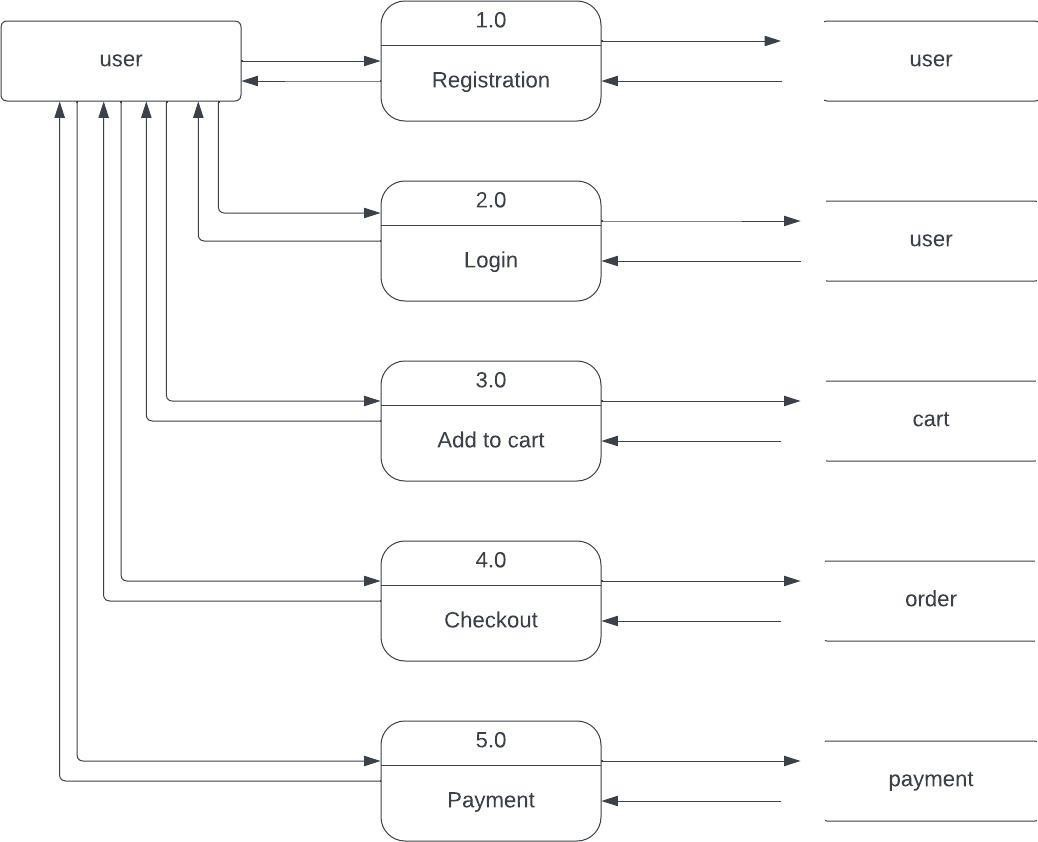 user
1.0
Registration
user
2.0
Login
user
3.0
Add to cart
cart
4.0
Checkout
order
5.0
Payment
payment